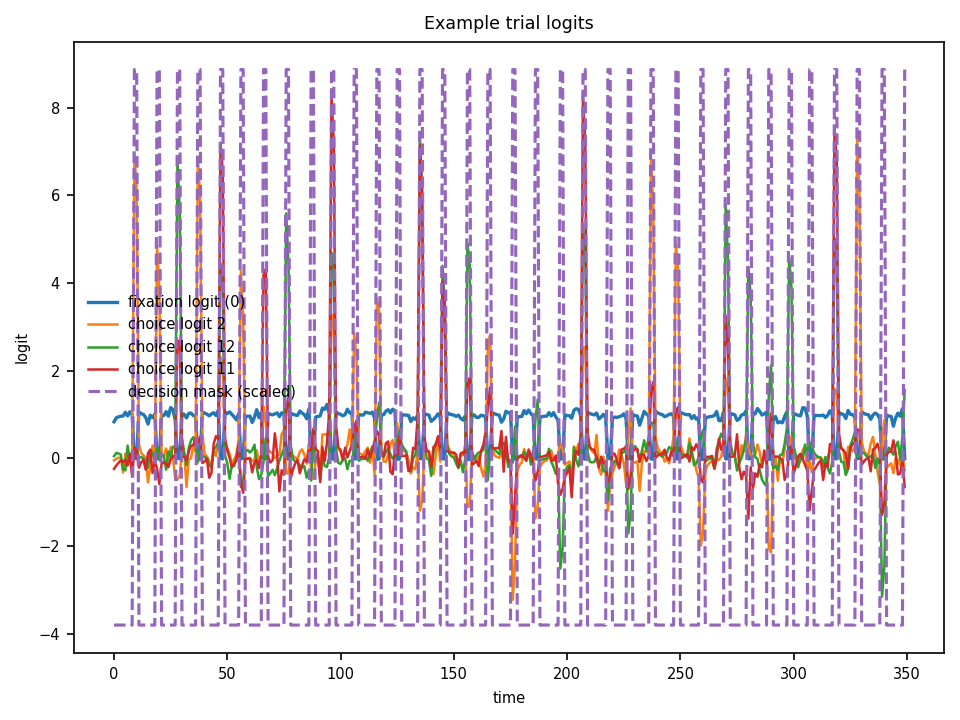 Example trial logits
8
6
4
2
0
−2
−4
logit
fixation logit (0)
choice logit 2
choice logit 12
choice logit 11
decision mask (scaled)
0 50 100 150 200 250 300 350
time